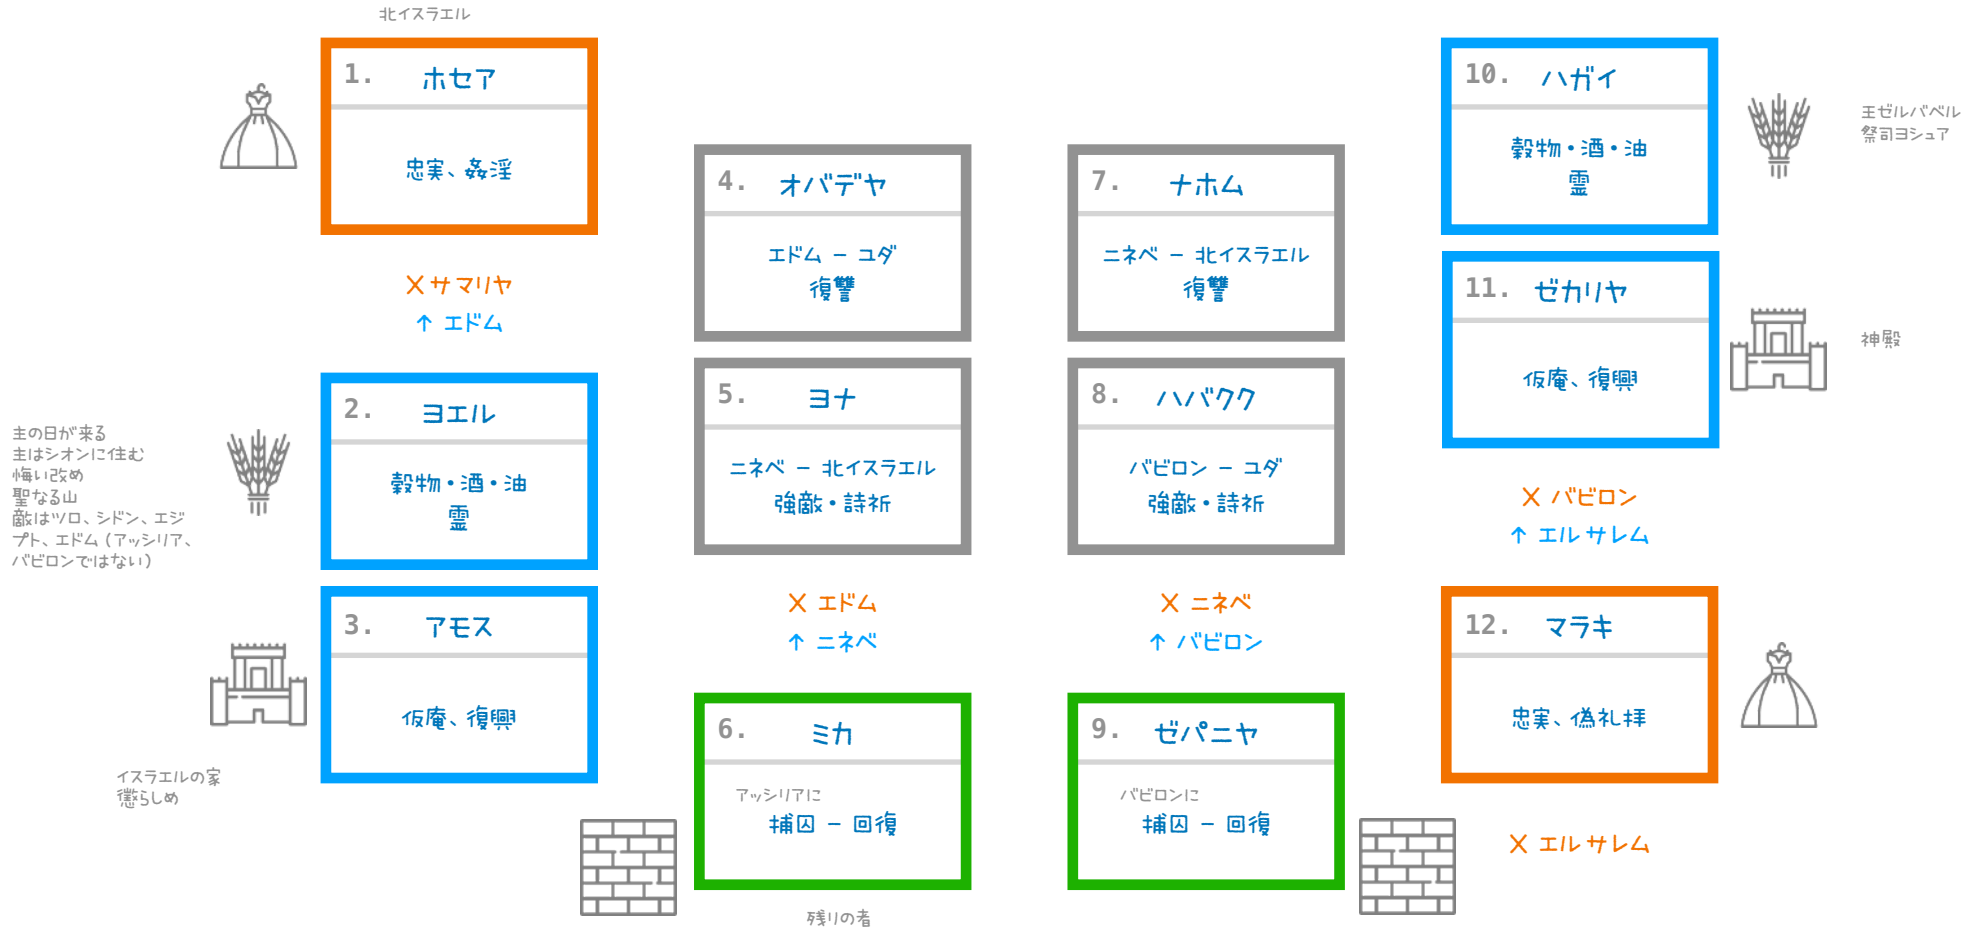 北イスラエル
1. ホセア
忠実、姦淫
X サマリヤ
↑ エドム
主の日が来る
主はシオンに住む
悔い改め
聖なる山
敵はツロ、シドン、エジ
プト、エドム（アッシリア、
バビロンではない）
2. ヨエル
穀物・酒・油
霊
3. アモス
仮庵、復興
イスラエルの家
懲らしめ
4. オバデヤ
エドム – ユダ
復讐
5. ヨナ
ニネベ – 北イスラエル
強敵・詩祈
X エドム
↑ ニネベ
6. ミカ
アッシリアに
捕囚 – 回復
残りの者
7. ナホム
ニネベ – 北イスラエル
復讐
8. ハバクク
バビロン – ユダ
強敵・詩祈
X ニネベ
↑ バビロン
9. ゼパニヤ
バビロンに
捕囚 – 回復
10. ハガイ
穀物・酒・油
霊
王ゼルバベル
祭司ヨシュア
11. ゼカリヤ
仮庵、復興
神殿
X バビロン
↑ エルサレム
12. マラキ
忠実、偽礼拝
X エルサレム